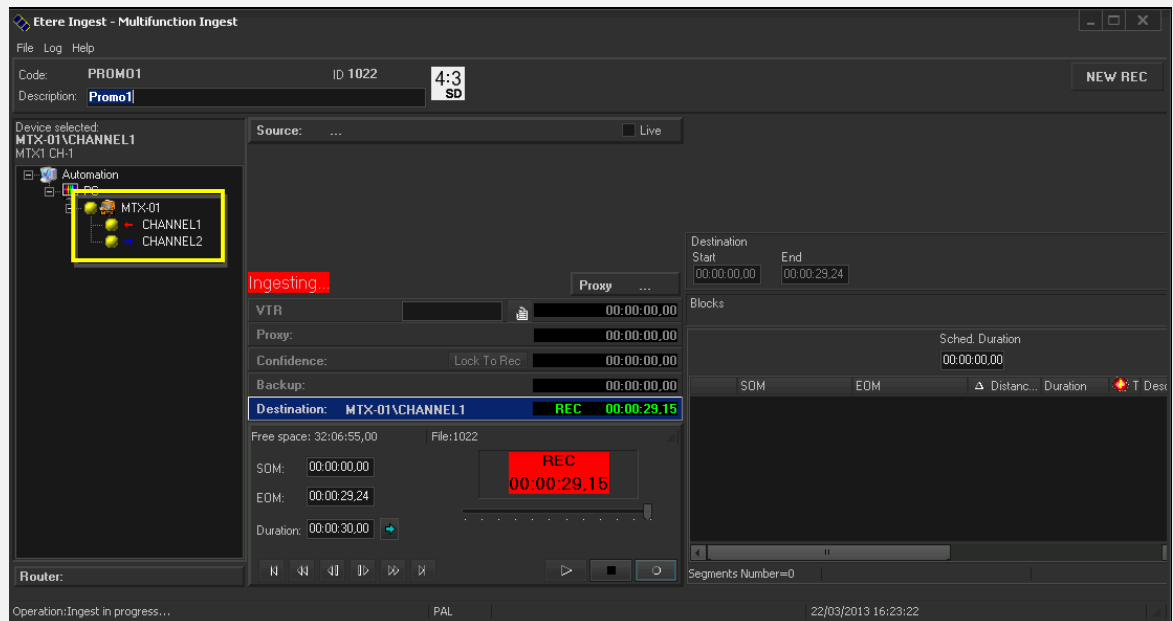 Etere Ingest - Multifunction Ingest
File Log Help
Code: PROMO1 ID 1022 4:3 SD NEW REC
Description: Promo1
Device selected:
MTX-01\CHANNEL1
MTX1 CH-1
Automation
MTX-01
CHANNEL1
CHANNEL2
Router:
Source: ... Live
Ingesting...
Proxy ...
VTR 00:00:00,00
Proxy: 00:00:00,00
Confidence: Lock To Rec 00:00:00,00
Backup: 00:00:00,00
Destination: MTX-01\CHANNEL1 REC 00:00:29,15
Free space: 32:06:55,00 File:1022
SOM: 00:00:00,00
EOM: 00:00:29,24
Duration: 00:00:30,00
REC
00:00:29,15
Destination
Start End
00:00:00,00 00:00:29,24
Blocks
Sched. Duration
00:00:00,00
SOM EOM Distanc... Duration T Desc
Segments Number=0
Operation:Ingest in progress... PAL 22/03/2013 16:23:22